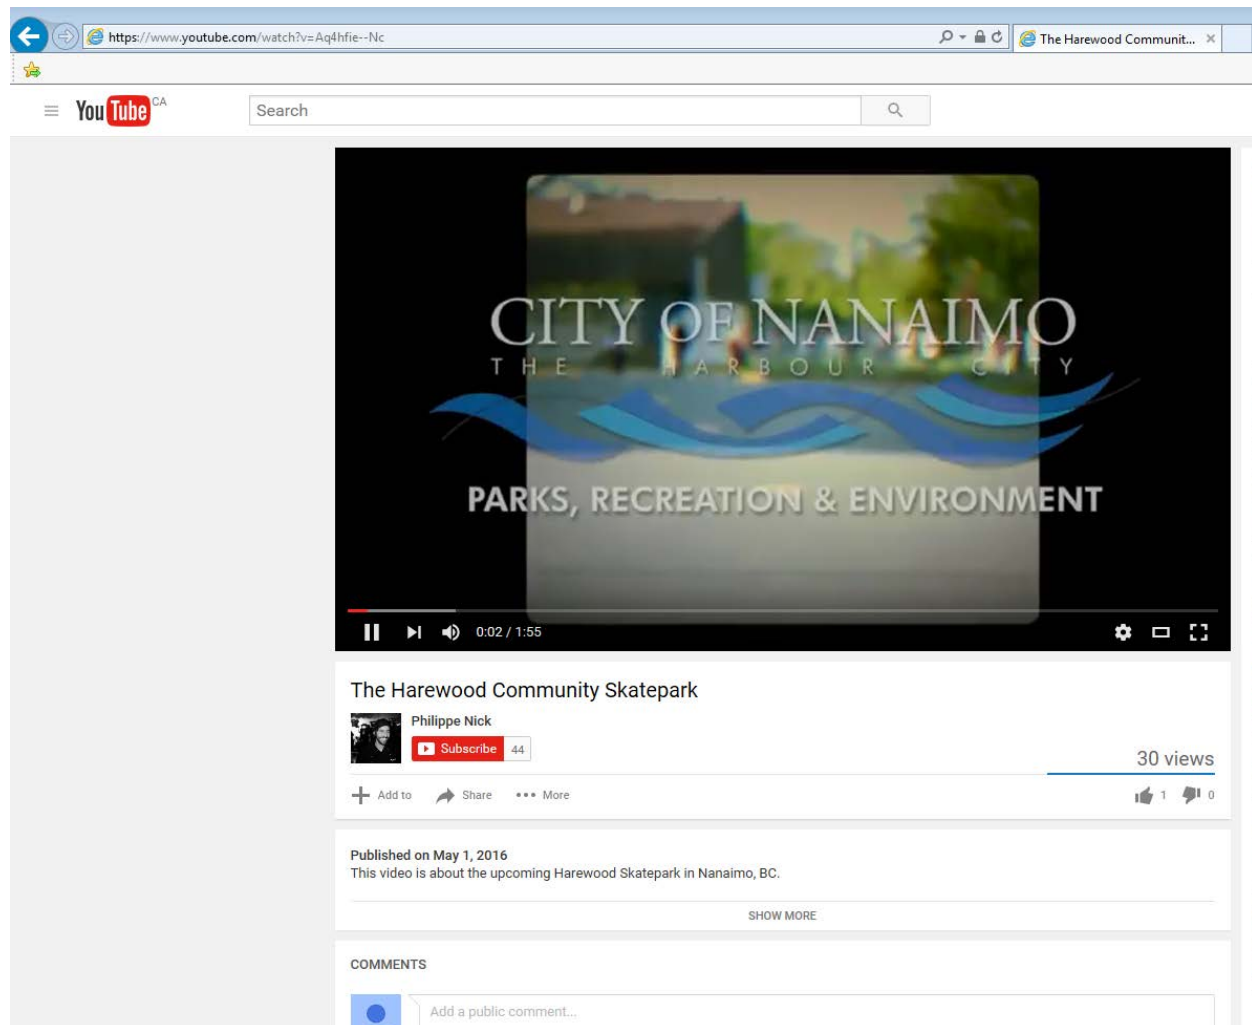 https://www.youtube.com/watch?v=Aq4hfie--Nc
The Harewood Communit...
YouTube CA
Search
CITY OF NANAIMO
THE HARBOUR CITY
PARKS, RECREATION & ENVIRONMENT
0:02 / 1:55
The Harewood Community Skatepark
Philippe Nick
Subscribe 44
30 views
Add to Share More
1 0
Published on May 1, 2016
This video is about the upcoming Harewood Skatepark in Nanaimo, BC.
SHOW MORE
COMMENTS
Add a public comment...